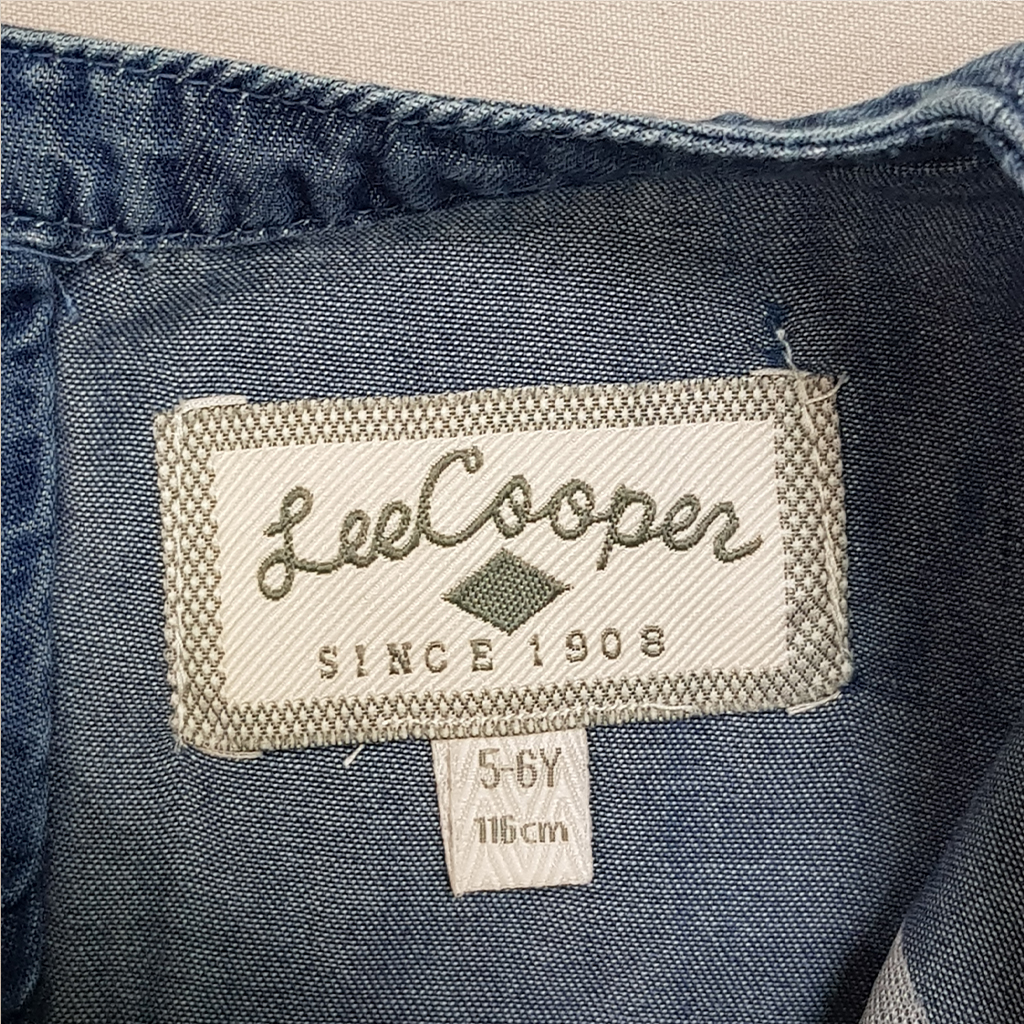 LeeCooper
SINCE 1908
5-6Y
116cm